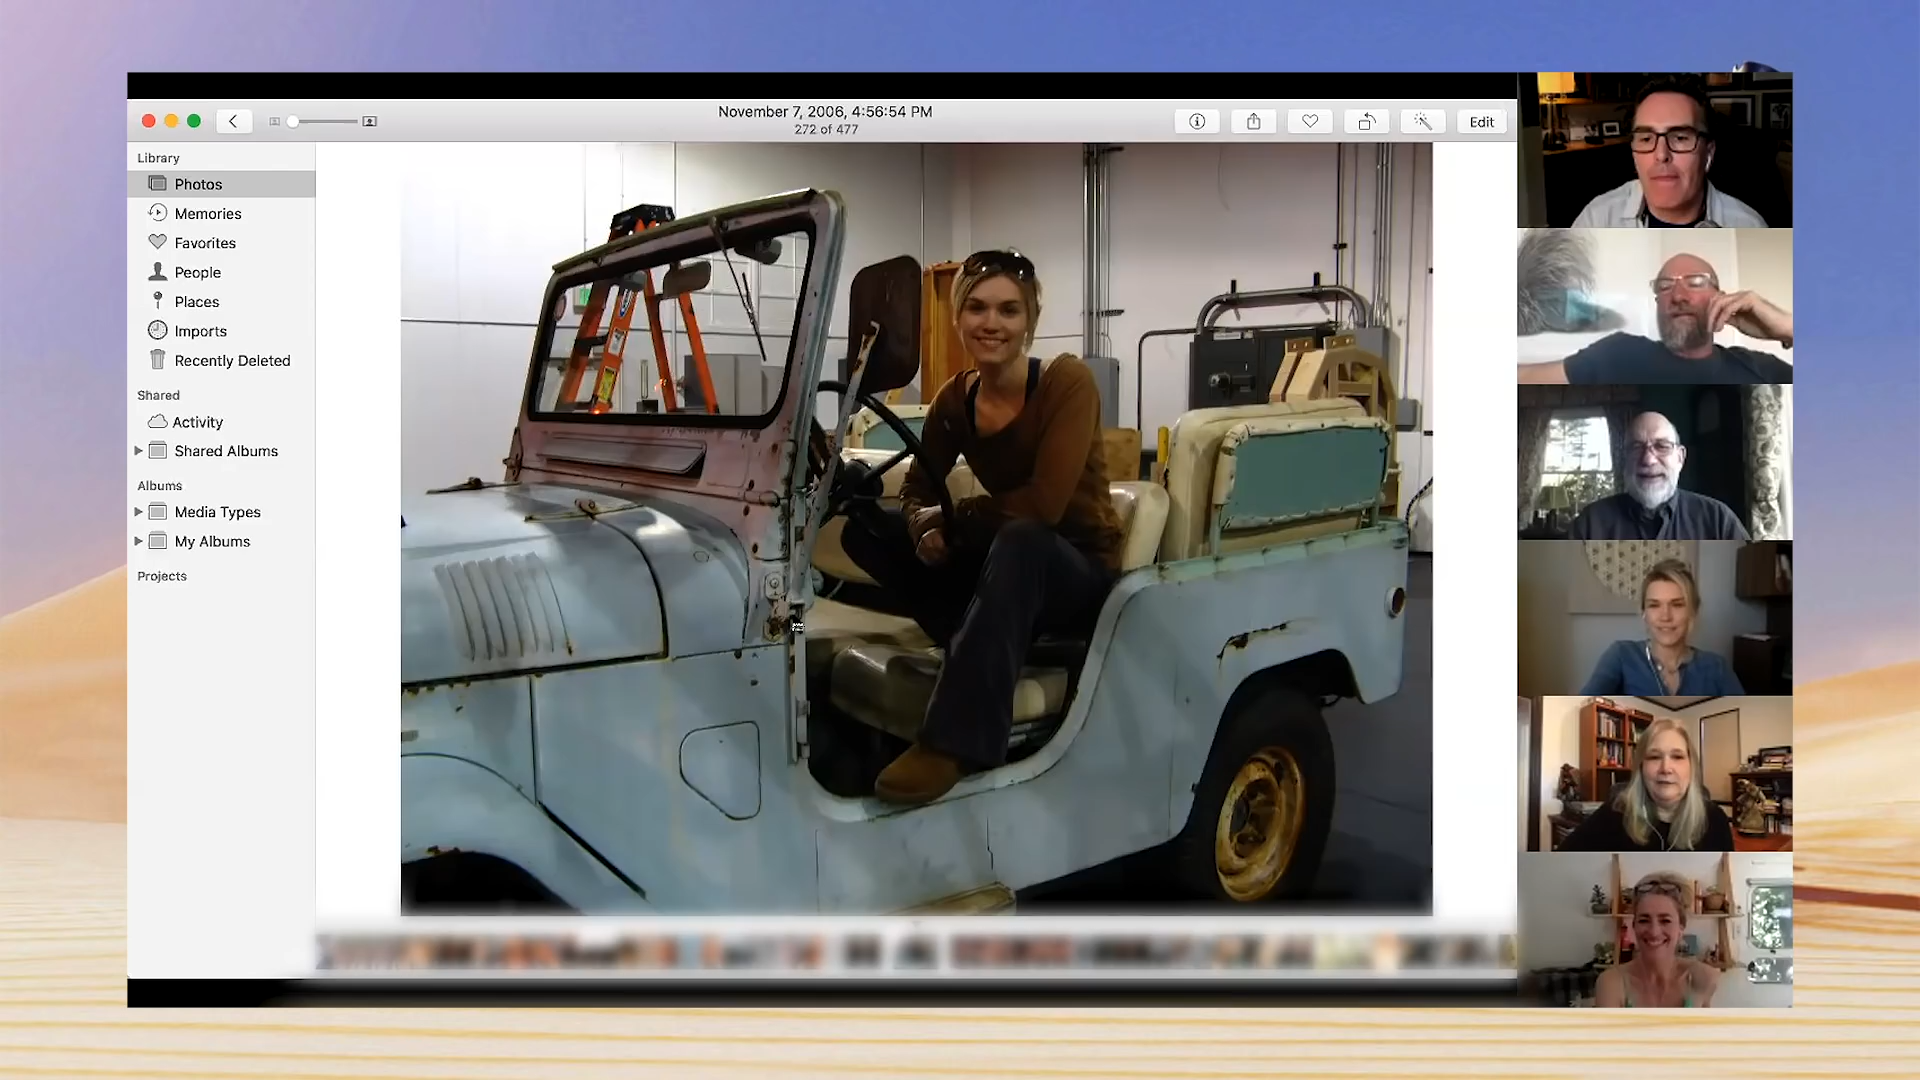 November 7, 2006, 4:56:54 PM
272 of 477
Edit
Library
Photos
Memories
Favorites
People
Places
Imports
Recently Deleted
Shared
Activity
Shared Albums
Albums
Media Types
My Albums
Projects